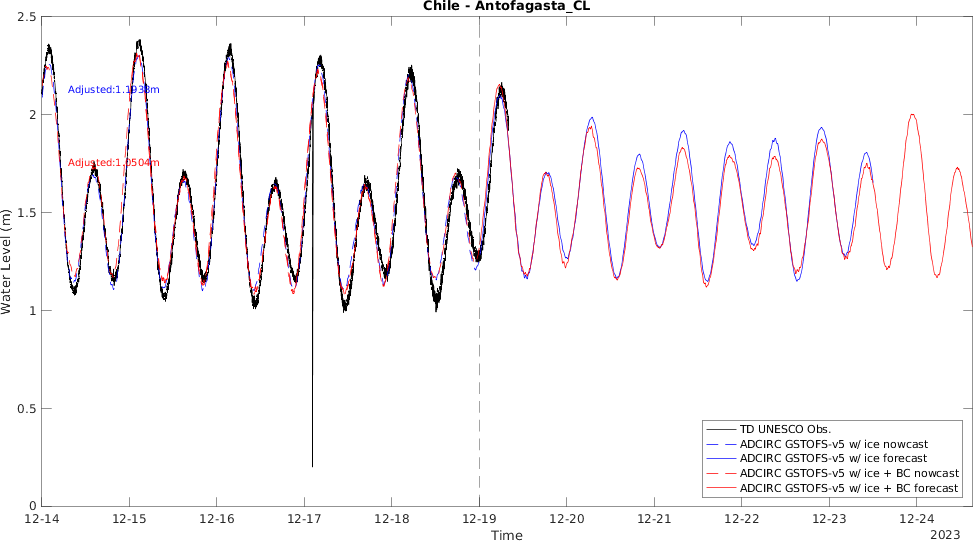 Chile - Antofagasta_CL
2.5
2
1.5
1
0.5
0
Water Level (m)
Adjusted:1.1938m
Adjusted:1.0504m
TD UNESCO Obs.
ADCIRC GSTOFS-v5 w/ ice nowcast
ADCIRC GSTOFS-v5 w/ ice forecast
ADCIRC GSTOFS-v5 w/ ice + BC nowcast
ADCIRC GSTOFS-v5 w/ ice + BC forecast
12-14 12-15 12-16 12-17 12-18 12-19 12-20 12-21 12-22 12-23 12-24
Time
2023